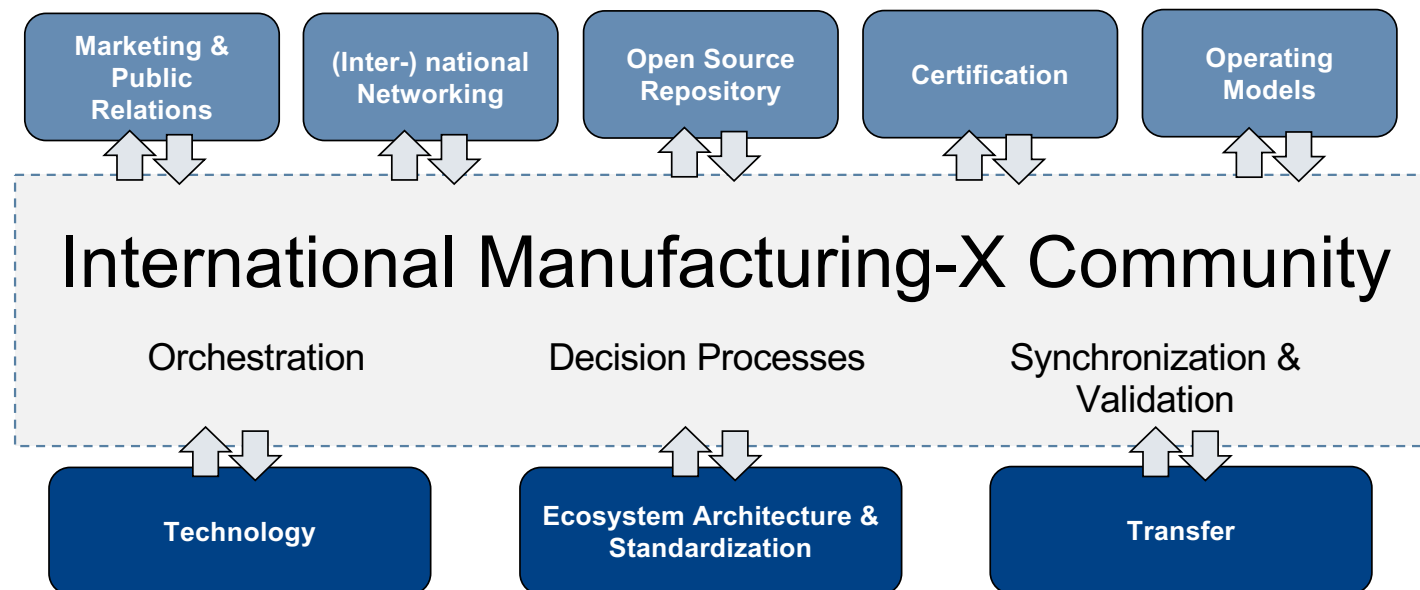 Marketing &
Public
Relations
(Inter-) national
Networking
Open Source
Repository
Certification
Operating
Models
International Manufacturing-X Community
Orchestration
Decision Processes
Synchronization &
Validation
Technology
Ecosystem Architecture &
Standardization
Transfer